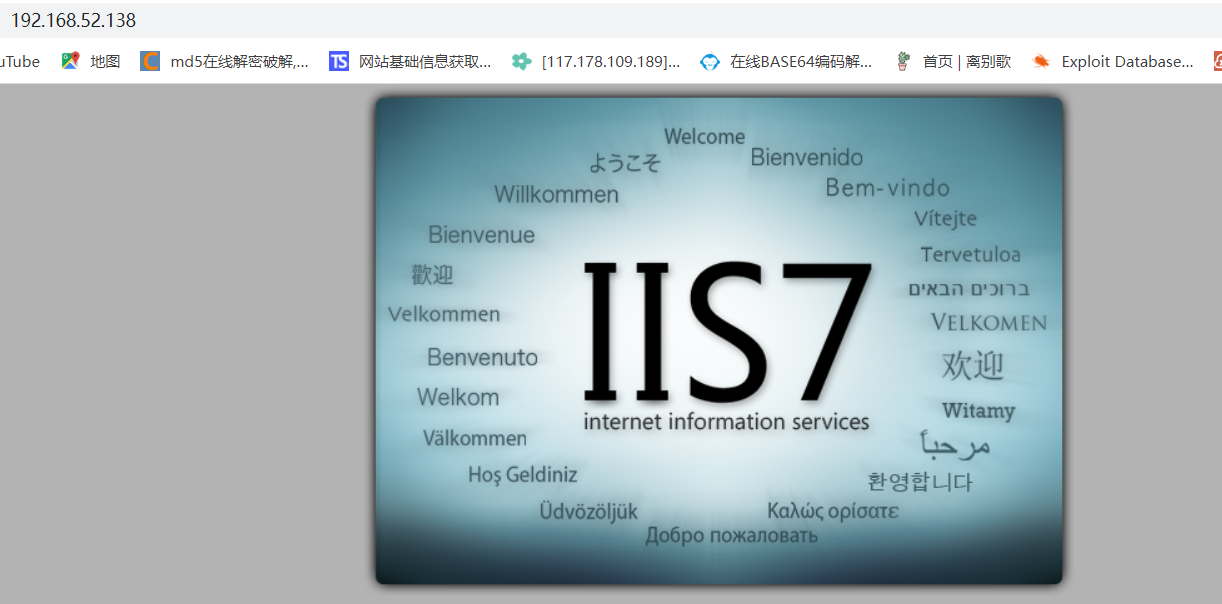 192.168.52.138
uTube 地图 md5在线解密破解,... TS 网站基础信息获取... [117.178.109.189]... 在线BASE64编码解... 首页 | 离别歌 Exploit Database...
Welcome
ようこそ
Bienvenido
Willkommen
Bem-vindo
Vítejte
Bienvenue
Tervetuloa
歡迎
ברוכים הבאים
Velkommen
VELKOMEN
IIS7
internet information services
Benvenuto
欢迎
Welkom
Witamy
Välkommen
مرحباً
Hoş Geldiniz
환영합니다
Üdvözöljük
Καλώς ορίσατε
Добро пожаловать